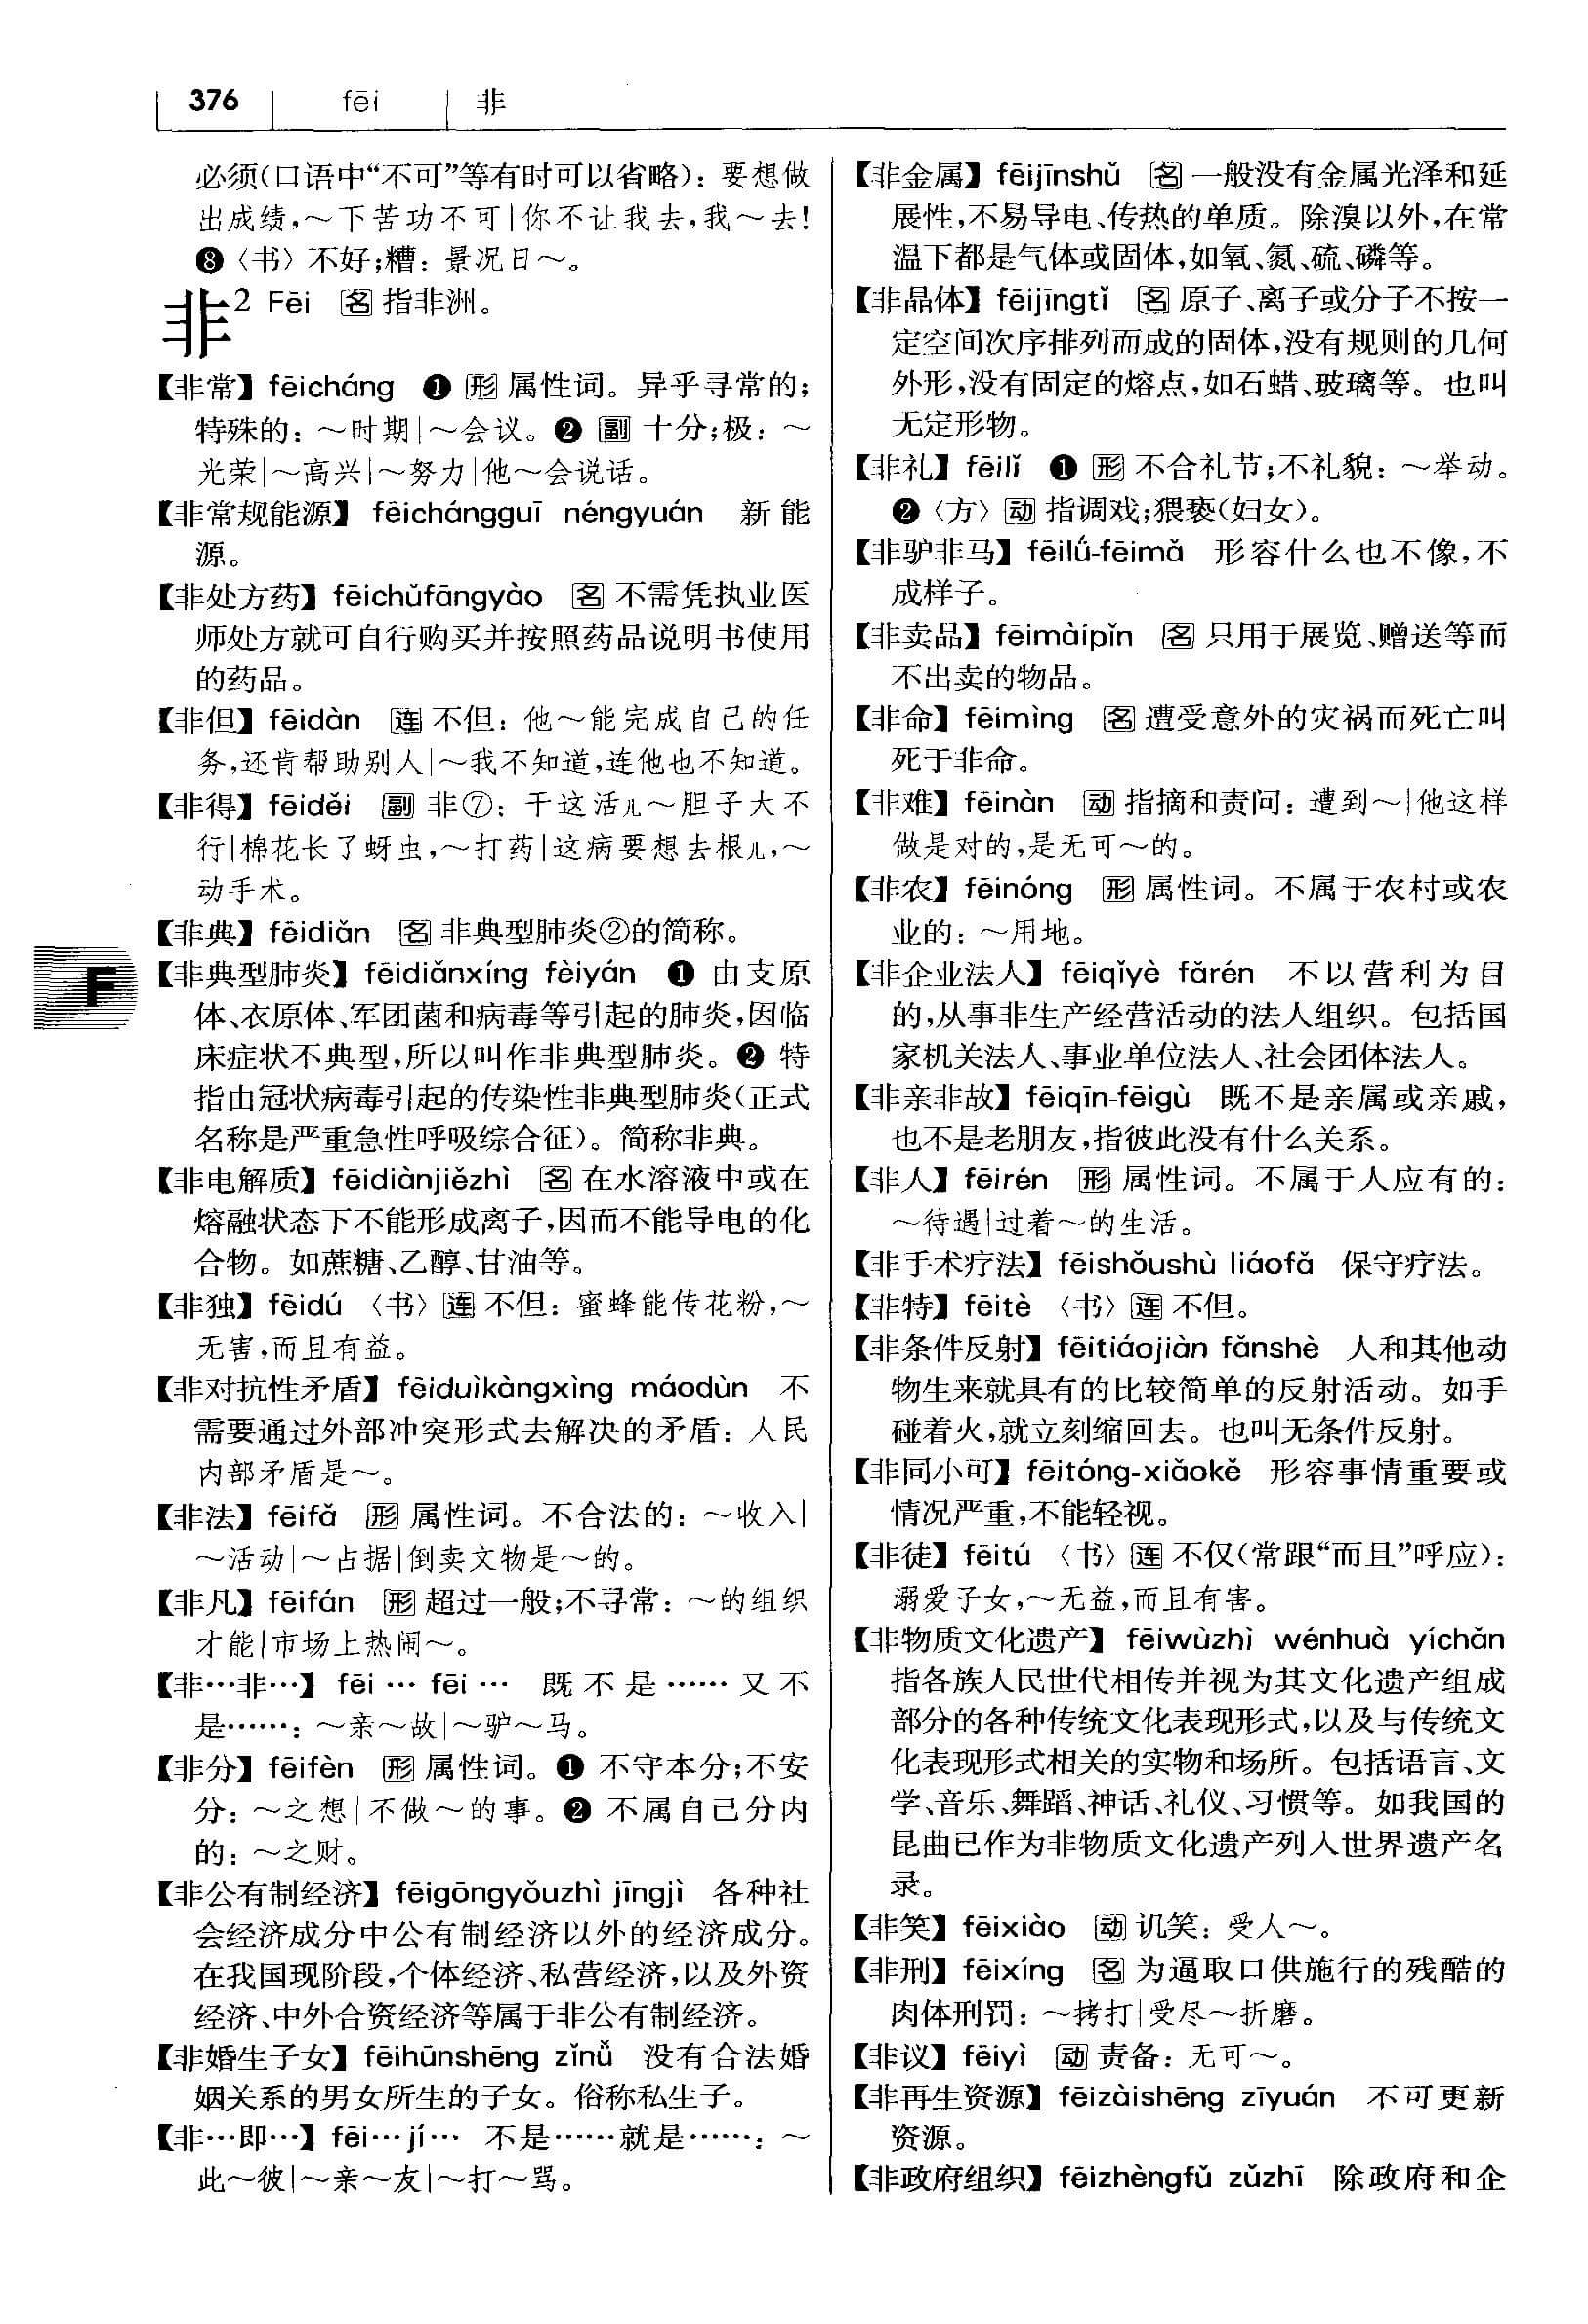 376 fēi 非
必须(口语中“不可”等有时可以省略)：要想做
出成绩,～下苦功不可|你不让我去,我～去!
❽〈书〉不好;糟：景况日～。
非² Fēi 名 指非洲。
【非常】fēicháng ❶ 形 属性词。异乎寻常的;
特殊的：～时期|～会议。❷ 副 十分;极：～
光荣|～高兴|～努力|他～会说话。
【非常规能源】fēichángguī néngyuán 新能
源。
【非处方药】fēichǔfāngyào 名 不需凭执业医
师处方就可自行购买并按照药品说明书使用
的药品。
【非但】fēidàn 连 不但：他～能完成自己的任
务,还肯帮助别人|～我不知道,连他也不知道。
【非得】fēiděi 副 非⑦：干这活儿～胆子大不
行|棉花长了蚜虫,～打药|这病要想去根儿,～
动手术。
【非典】fēidiǎn 名 非典型肺炎②的简称。
F
【非典型肺炎】fēidiǎnxíng fèiyán ❶ 由支原
体、衣原体、军团菌和病毒等引起的肺炎,因临
床症状不典型,所以叫作非典型肺炎。❷ 特
指由冠状病毒引起的传染性非典型肺炎(正式
名称是严重急性呼吸综合征)。简称非典。
【非电解质】fēidiànjiězhì 名 在水溶液中或在
熔融状态下不能形成离子,因而不能导电的化
合物。如蔗糖、乙醇、甘油等。
【非独】fēidú 〈书〉连 不但：蜜蜂能传花粉,～
无害,而且有益。
【非对抗性矛盾】fēiduìkàngxìng máodùn 不
需要通过外部冲突形式去解决的矛盾：人民
内部矛盾是～。
【非法】fēifǎ 形 属性词。不合法的：～收入|
～活动|～占据|倒卖文物是～的。
【非凡】fēifán 形 超过一般;不寻常：～的组织
才能|市场上热闹～。
【非…非…】fēi … fēi … 既不是……又不
是……：～亲～故|～驴～马。
【非分】fēifèn 形 属性词。❶ 不守本分;不安
分：～之想|不做～的事。❷ 不属自己分内
的：～之财。
【非公有制经济】fēigōngyǒuzhì jīngjì 各种社
会经济成分中公有制经济以外的经济成分。
在我国现阶段,个体经济、私营经济,以及外资
经济、中外合资经济等属于非公有制经济。
【非婚生子女】fēihūnshēng zǐnǚ 没有合法婚
姻关系的男女所生的子女。俗称私生子。
【非…即…】fēi…jí… 不是……就是……：～
此～彼|～亲～友|～打～骂。
【非金属】fēijīnshǔ 名 一般没有金属光泽和延
展性,不易导电、传热的单质。除溴以外,在常
温下都是气体或固体,如氧、氮、硫、磷等。
【非晶体】fēijīngtǐ 名 原子、离子或分子不按一
定空间次序排列而成的固体,没有规则的几何
外形,没有固定的熔点,如石蜡、玻璃等。也叫
无定形物。
【非礼】fēilǐ ❶ 形 不合礼节;不礼貌：～举动。
❷〈方〉动 指调戏;猥亵(妇女)。
【非驴非马】fēilǘ-fēimǎ 形容什么也不像,不
成样子。
【非卖品】fēimàipǐn 名 只用于展览、赠送等而
不出卖的物品。
【非命】fēimìng 名 遭受意外的灾祸而死亡叫
死于非命。
【非难】fēinàn 动 指摘和责问：遭到～|他这样
做是对的,是无可～的。
【非农】fēinóng 形 属性词。不属于农村或农
业的：～用地。
【非企业法人】fēiqǐyè fǎrén 不以营利为目
的,从事非生产经营活动的法人组织。包括国
家机关法人、事业单位法人、社会团体法人。
【非亲非故】fēiqīn-fēigù 既不是亲属或亲戚,
也不是老朋友,指彼此没有什么关系。
【非人】fēirén 形 属性词。不属于人应有的：
～待遇|过着～的生活。
【非手术疗法】fēishǒushù liáofǎ 保守疗法。
【非特】fēitè 〈书〉连 不但。
【非条件反射】fēitiáojiàn fǎnshè 人和其他动
物生来就具有的比较简单的反射活动。如手
碰着火,就立刻缩回去。也叫无条件反射。
【非同小可】fēitóng-xiǎokě 形容事情重要或
情况严重,不能轻视。
【非徒】fēitú 〈书〉连 不仅(常跟“而且”呼应)：
溺爱子女,～无益,而且有害。
【非物质文化遗产】fēiwùzhì wénhuà yíchǎn
指各族人民世代相传并视为其文化遗产组成
部分的各种传统文化表现形式,以及与传统文
化表现形式相关的实物和场所。包括语言、文
学、音乐、舞蹈、神话、礼仪、习惯等。如我国的
昆曲已作为非物质文化遗产列入世界遗产名
录。
【非笑】fēixiào 动 讥笑：受人～。
【非刑】fēixíng 名 为逼取口供施行的残酷的
肉体刑罚：～拷打|受尽～折磨。
【非议】fēiyì 动 责备：无可～。
【非再生资源】fēizàishēng zīyuán 不可更新
资源。
【非政府组织】fēizhèngfǔ zǔzhī 除政府和企